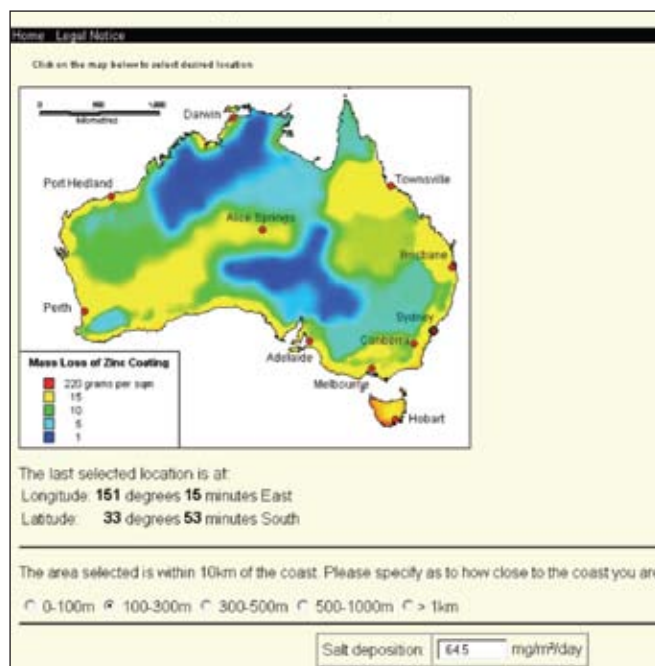 Home Legal Notice
Click on the map below to select desired location
0 1,000
kilometres
Darwin
Port Hedland
Townsville
Alice Springs
Brisbane
Perth
Sydney
Canberra
Adelaide
Melbourne
Hobart
Mass Loss of Zinc Coating
220 grams per sqm
15
10
5
1
The last selected location is at:
Longitude: 151 degrees 15 minutes East
Latitude: 33 degrees 53 minutes South
The area selected is within 10km of the coast. Please specify as to how close to the coast you are
0-100m 100-300m 300-500m 500-1000m > 1km
Salt deposition: 64.5 mg/m²/day